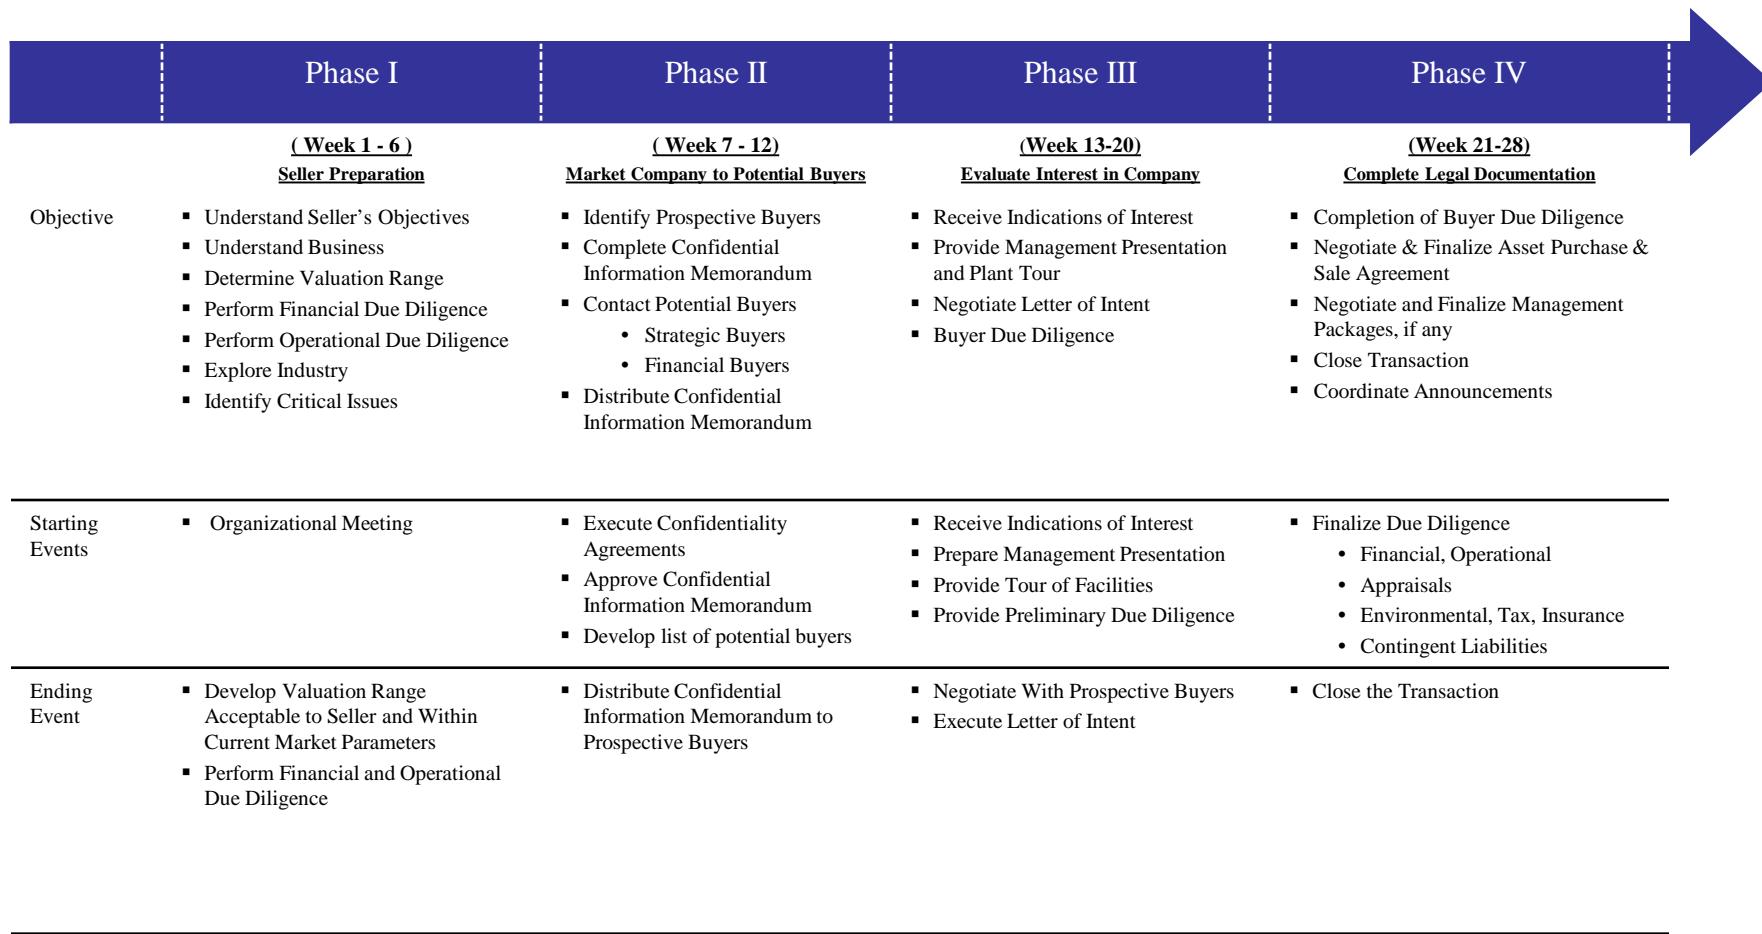 Phase I
Phase II
Phase III
Phase IV
( Week 1 - 6 )
Seller Preparation
( Week 7 - 12)
Market Company to Potential Buyers
(Week 13-20)
Evaluate Interest in Company
(Week 21-28)
Complete Legal Documentation
Objective
▪ Understand Seller’s Objectives
▪ Understand Business
▪ Determine Valuation Range
▪ Perform Financial Due Diligence
▪ Perform Operational Due Diligence
▪ Explore Industry
▪ Identify Critical Issues
▪ Identify Prospective Buyers
▪ Complete Confidential
Information Memorandum
▪ Contact Potential Buyers
• Strategic Buyers
• Financial Buyers
▪ Distribute Confidential
Information Memorandum
▪ Receive Indications of Interest
▪ Provide Management Presentation
and Plant Tour
▪ Negotiate Letter of Intent
▪ Buyer Due Diligence
▪ Completion of Buyer Due Diligence
▪ Negotiate & Finalize Asset Purchase &
Sale Agreement
▪ Negotiate and Finalize Management
Packages, if any
▪ Close Transaction
▪ Coordinate Announcements
Starting
Events
▪ Organizational Meeting
▪ Execute Confidentiality
Agreements
▪ Approve Confidential
Information Memorandum
▪ Develop list of potential buyers
▪ Receive Indications of Interest
▪ Prepare Management Presentation
▪ Provide Tour of Facilities
▪ Provide Preliminary Due Diligence
▪ Finalize Due Diligence
• Financial, Operational
• Appraisals
• Environmental, Tax, Insurance
• Contingent Liabilities
Ending
Event
▪ Develop Valuation Range
Acceptable to Seller and Within
Current Market Parameters
▪ Perform Financial and Operational
Due Diligence
▪ Distribute Confidential
Information Memorandum to
Prospective Buyers
▪ Negotiate With Prospective Buyers
▪ Execute Letter of Intent
▪ Close the Transaction